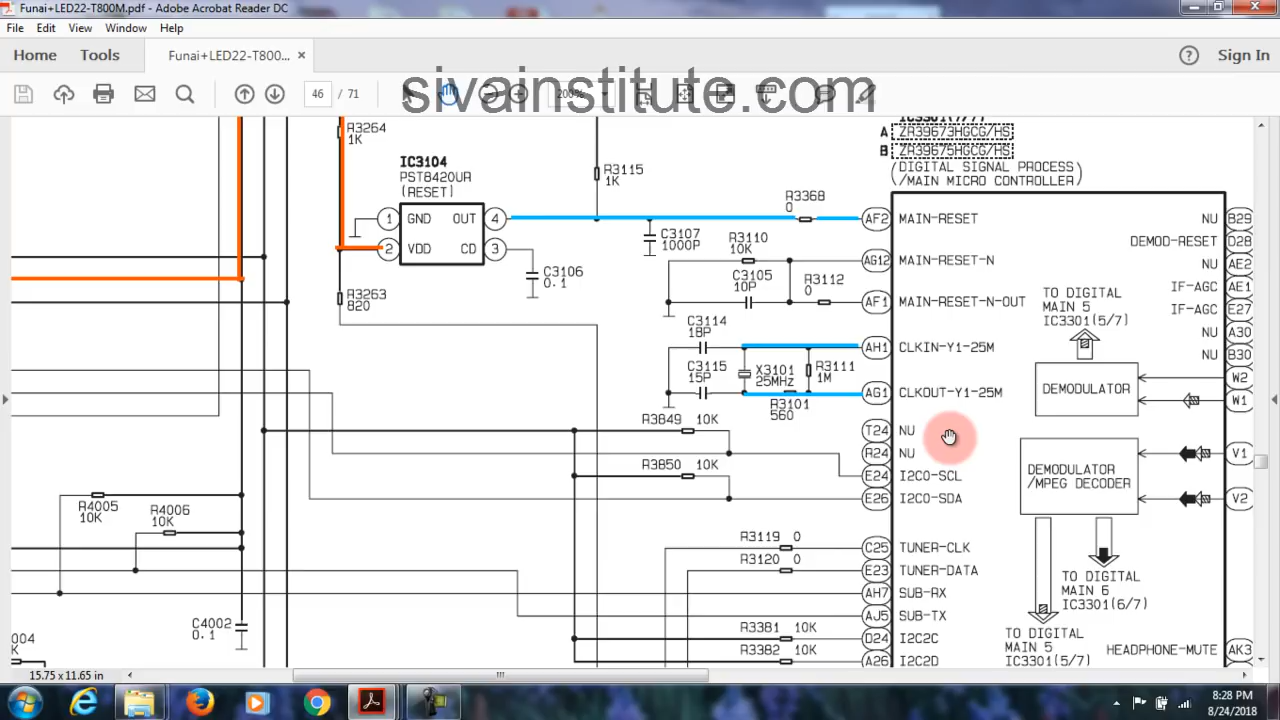 Funai+LED22-T800M.pdf - Adobe Acrobat Reader DC
File Edit View Window Help
Home Tools Funai+LED22-T800... × ? Sign In
sivainstitute.com
46 / 71 200%
R3264
1K
IC3104
PST8420UR
(RESET)
1 GND OUT 4
2 VDD CD 3
R3263
820
C3106
0.1
R3115
1K
C3107
1000P
R3368
0
R3110
10K
C3105
10P
R3112
0
C3114
18P
C3115
15P
X3101
25MHz
R3111
1M
R3101
560
R3849 10K
R3850 10K
R4005
10K
R4006
10K
C4002
0.1
004
K
R3119 0
R3120 0
R3381 10K
R3382 10K
IC3301(7/7)
A ZR39673HGCG/HS
B ZR39675HGCG/HS
(DIGITAL SIGNAL PROCESS
/MAIN MICRO CONTROLLER)
AF2 MAIN-RESET
AG12 MAIN-RESET-N
AF1 MAIN-RESET-N-OUT
AH1 CLKIN-Y1-25M
AG1 CLKOUT-Y1-25M
T24 NU
R24 NU
E24 I2C0-SCL
E26 I2C0-SDA
C25 TUNER-CLK
E23 TUNER-DATA
AH7 SUB-RX
AJ5 SUB-TX
D24 I2C2C
A26 I2C2D
NU B29
DEMOD-RESET D28
NU AE2
IF-AGC AE1
IF-AGC E27
NU A30
NU B30
W2
W1
V1
V2
HEADPHONE-MUTE AK3
TO DIGITAL
MAIN 5
IC3301(5/7)
DEMODULATOR
DEMODULATOR
/MPEG DECODER
TO DIGITAL
MAIN 6
IC3301(6/7)
TO DIGITAL
MAIN 5
IC3301(5/7)
15.75 x 11.65 in
8:28 PM
8/24/2018